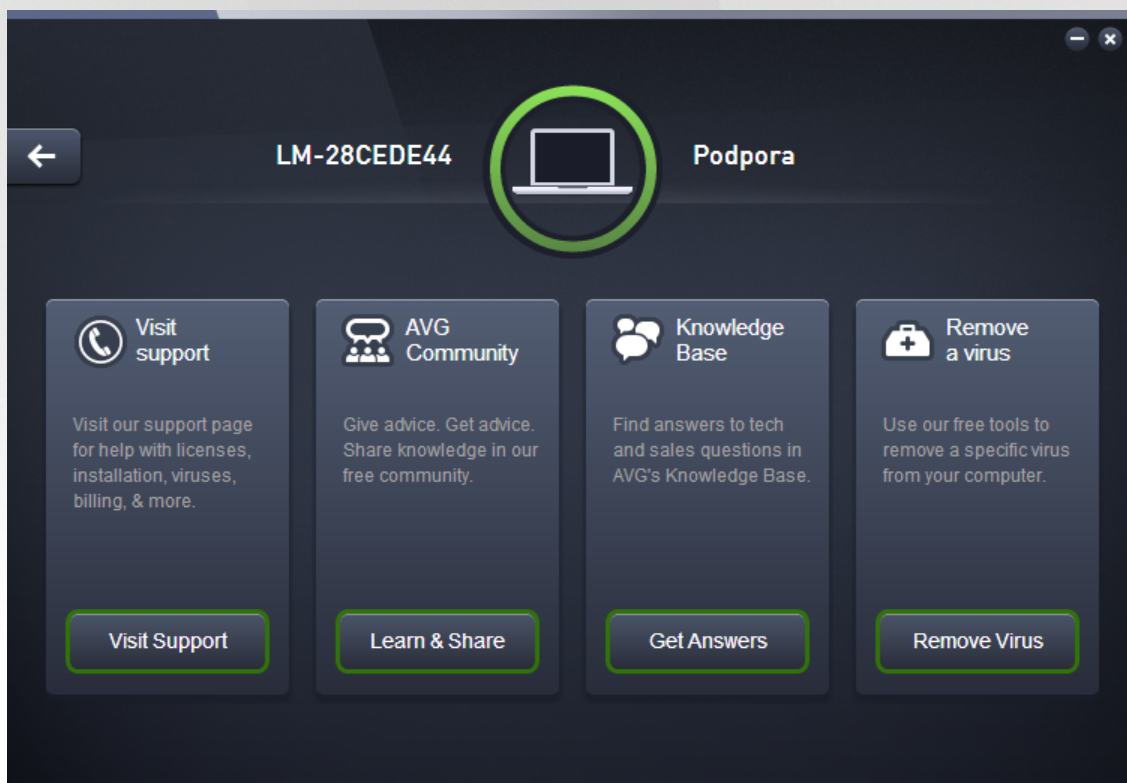 LM-28CEDE44
Podpora
Visit
support
Visit our support page
for help with licenses,
installation, viruses,
billing, & more.
Visit Support
AVG
Community
Give advice. Get advice.
Share knowledge in our
free community.
Learn & Share
Knowledge
Base
Find answers to tech
and sales questions in
AVG's Knowledge Base.
Get Answers
Remove
a virus
Use our free tools to
remove a specific virus
from your computer.
Remove Virus